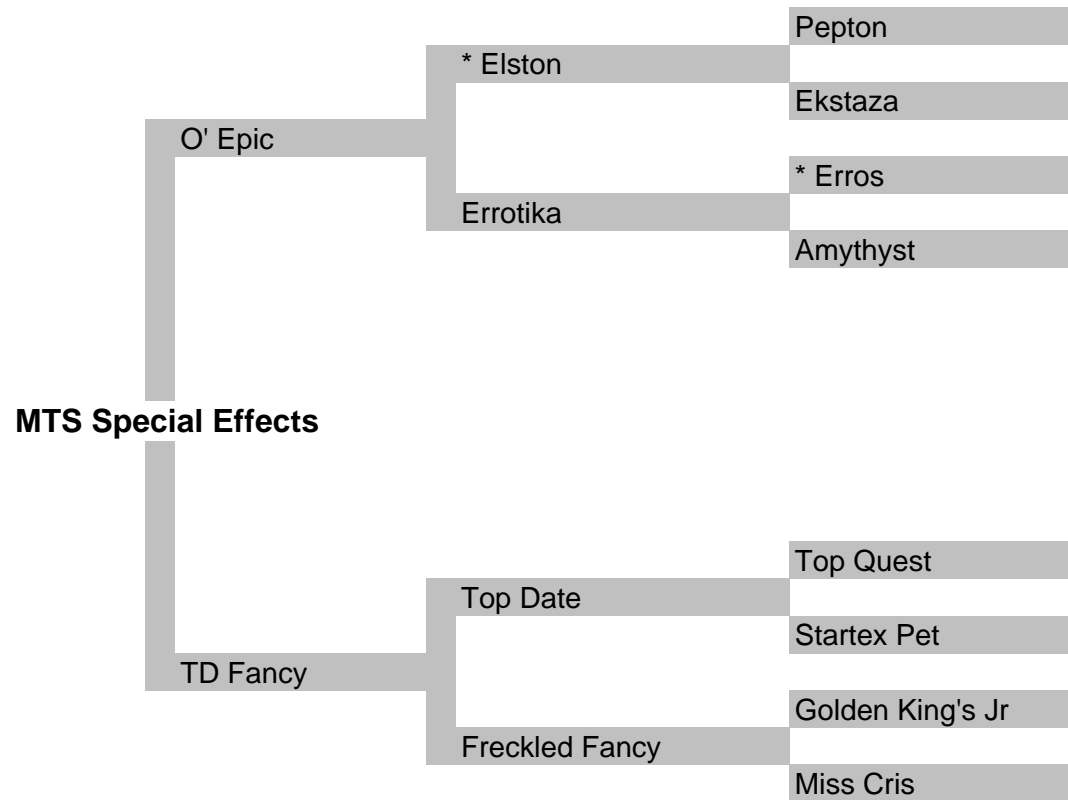 Pepton
* Elston
Ekstaza
O' Epic
* Erros
Errotika
Amythyst
MTS Special Effects
Top Quest
Top Date
Startex Pet
TD Fancy
Golden King's Jr
Freckled Fancy
Miss Cris